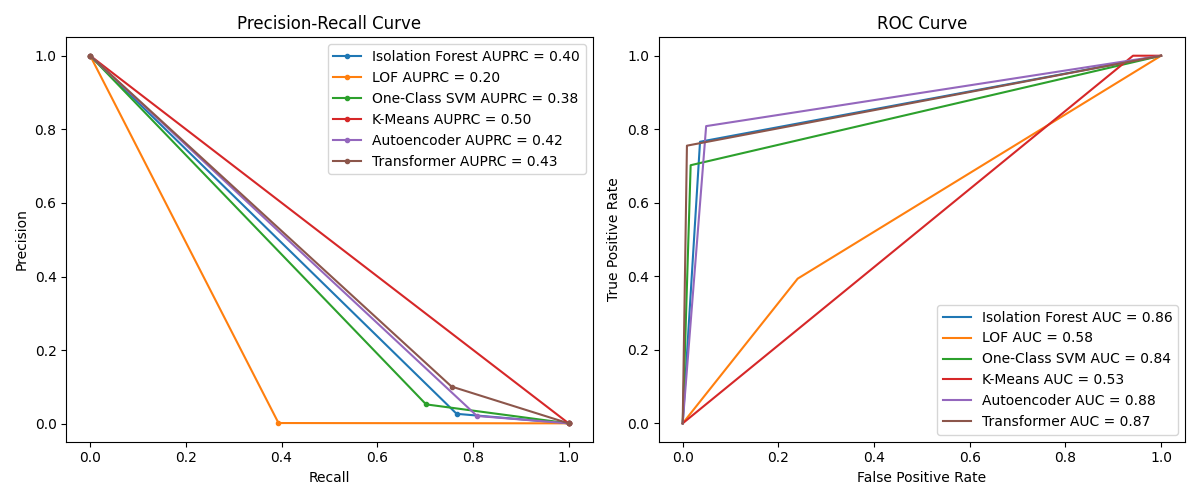 Precision-Recall Curve
Precision
1.0
0.8
0.6
0.4
0.2
0.0
Isolation Forest AUPRC = 0.40
LOF AUPRC = 0.20
One-Class SVM AUPRC = 0.38
K-Means AUPRC = 0.50
Autoencoder AUPRC = 0.42
Transformer AUPRC = 0.43
0.0 0.2 0.4 0.6 0.8 1.0
Recall
ROC Curve
True Positive Rate
1.0
0.8
0.6
0.4
0.2
0.0
Isolation Forest AUC = 0.86
LOF AUC = 0.58
One-Class SVM AUC = 0.84
K-Means AUC = 0.53
Autoencoder AUC = 0.88
Transformer AUC = 0.87
0.0 0.2 0.4 0.6 0.8 1.0
False Positive Rate